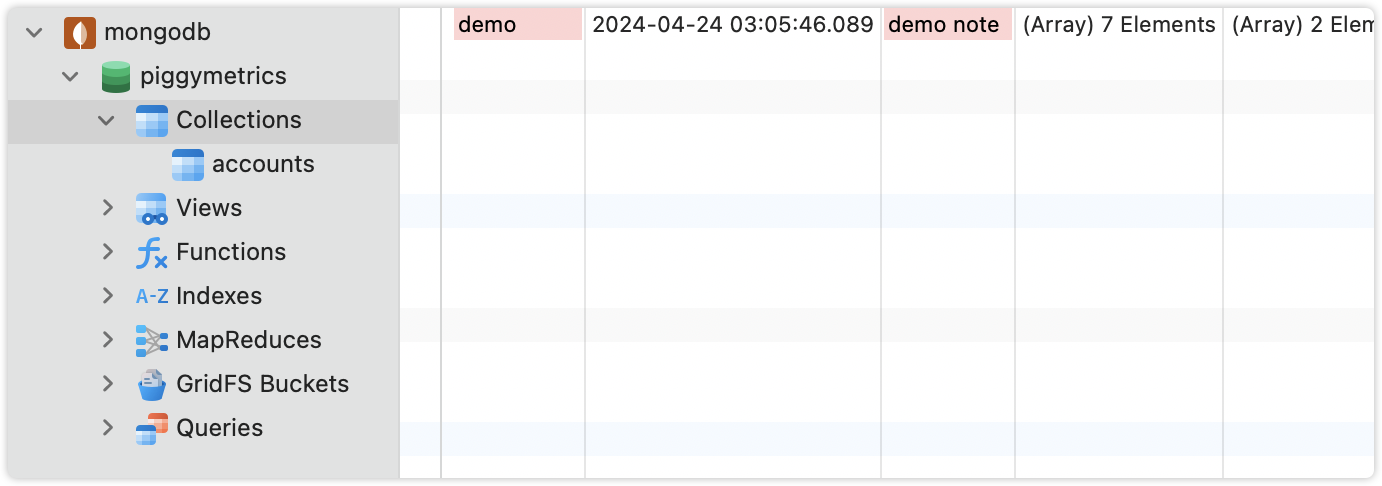 mongodb
piggymetrics
Collections
accounts
Views
Functions
A-Z Indexes
MapReduces
GridFS Buckets
Queries
demo 2024-04-24 03:05:46.089 demo note (Array) 7 Elements (Array) 2 Elem